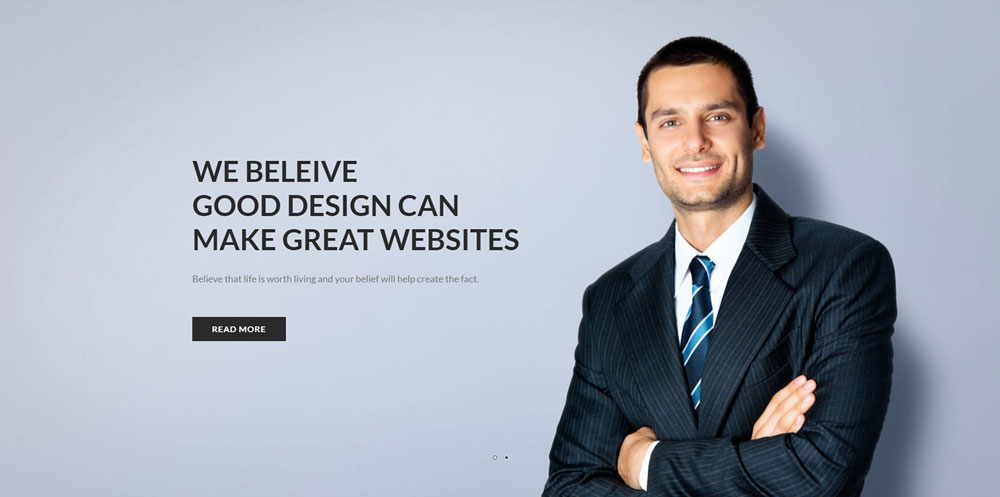 WE BELEIVE
GOOD DESIGN CAN
MAKE GREAT WEBSITES
Believe that life is worth living and your belief will help create the fact.
READ MORE